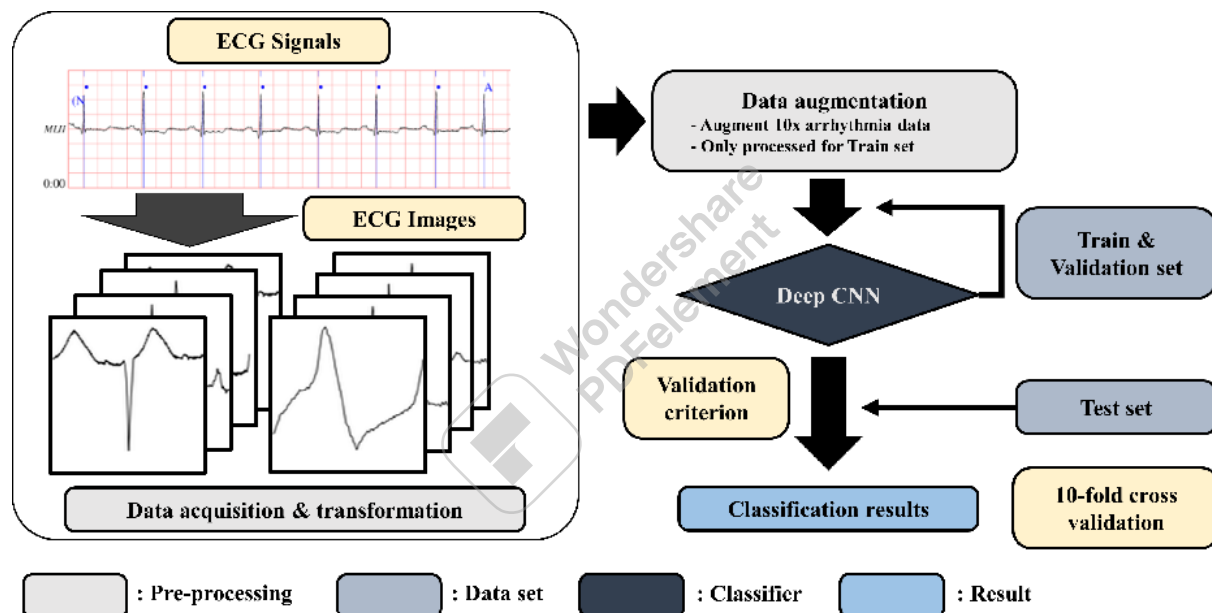 ECG Signals
(N
A
MLII
0:00
ECG Images
Data acquisition & transformation
Data augmentation
- Augment 10x arrhythmia data
- Only processed for Train set
Train &
Validation set
Deep CNN
Validation
criterion
Test set
Classification results
10-fold cross
validation
Wondershare
PDFelement
: Pre-processing
: Data set
: Classifier
: Result